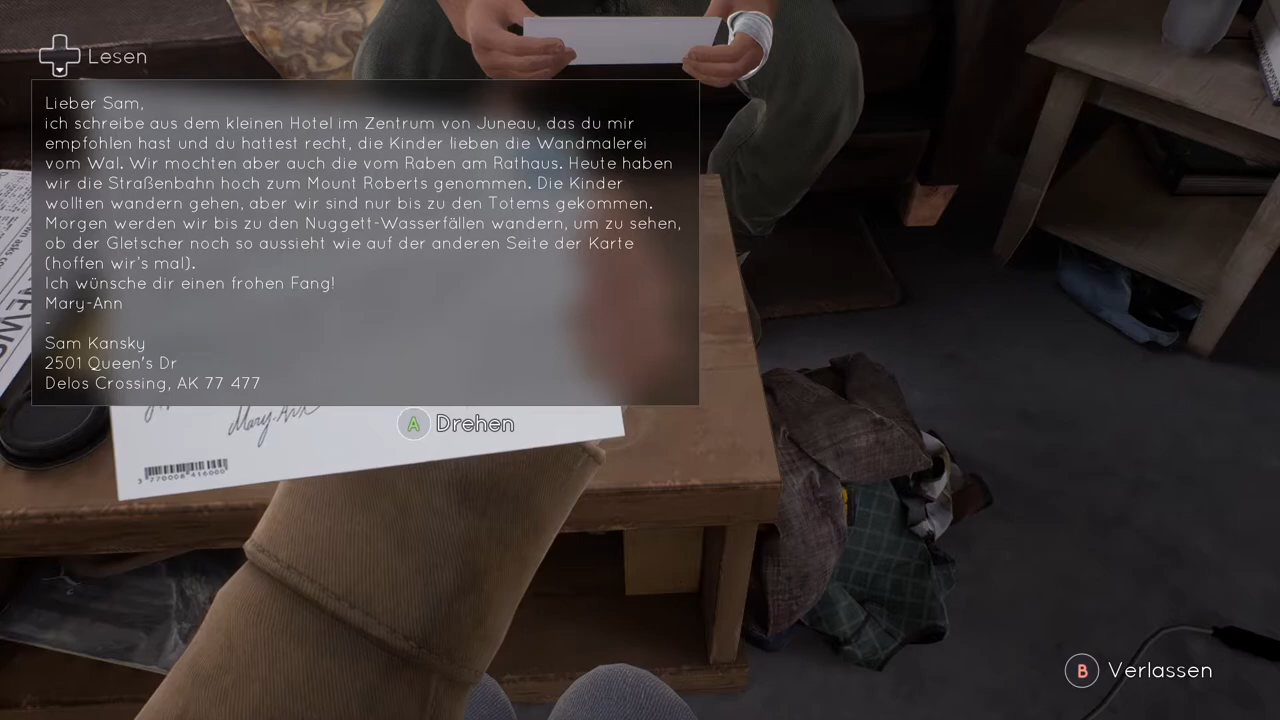 Lesen
Lieber Sam,
ich schreibe aus dem kleinen Hotel im Zentrum von Juneau, das du mir
empfohlen hast und du hattest recht, die Kinder lieben die Wandmalerei
vom Wal. Wir mochten aber auch die vom Raben am Rathaus. Heute haben
wir die Straßenbahn hoch zum Mount Roberts genommen. Die Kinder
wollten wandern gehen, aber wir sind nur bis zu den Totems gekommen.
Morgen werden wir bis zu den Nuggett-Wasserfällen wandern, um zu sehen,
ob der Gletscher noch so aussieht wie auf der anderen Seite der Karte
(hoffen wir's mal).
Ich wünsche dir einen frohen Fang!
Mary-Ann
-
Sam Kansky
2501 Queen's Dr
Delos Crossing, AK 77 477
Mary-Ann
A Drehen
3 770008 416000
B Verlassen